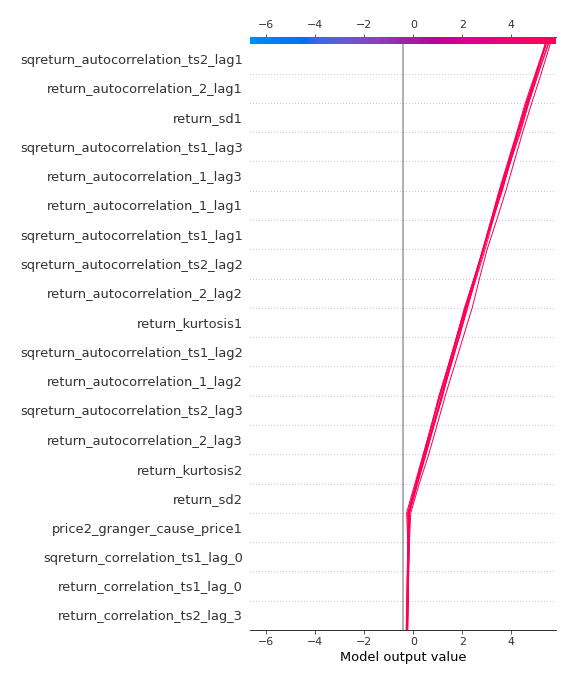 −6 −4 −2 0 2 4
sqreturn_autocorrelation_ts2_lag1
return_autocorrelation_2_lag1
return_sd1
sqreturn_autocorrelation_ts1_lag3
return_autocorrelation_1_lag3
return_autocorrelation_1_lag1
sqreturn_autocorrelation_ts1_lag1
sqreturn_autocorrelation_ts2_lag2
return_autocorrelation_2_lag2
return_kurtosis1
sqreturn_autocorrelation_ts1_lag2
return_autocorrelation_1_lag2
sqreturn_autocorrelation_ts2_lag3
return_autocorrelation_2_lag3
return_kurtosis2
return_sd2
price2_granger_cause_price1
sqreturn_correlation_ts1_lag_0
return_correlation_ts1_lag_0
return_correlation_ts2_lag_3
−6 −4 −2 0 2 4
Model output value